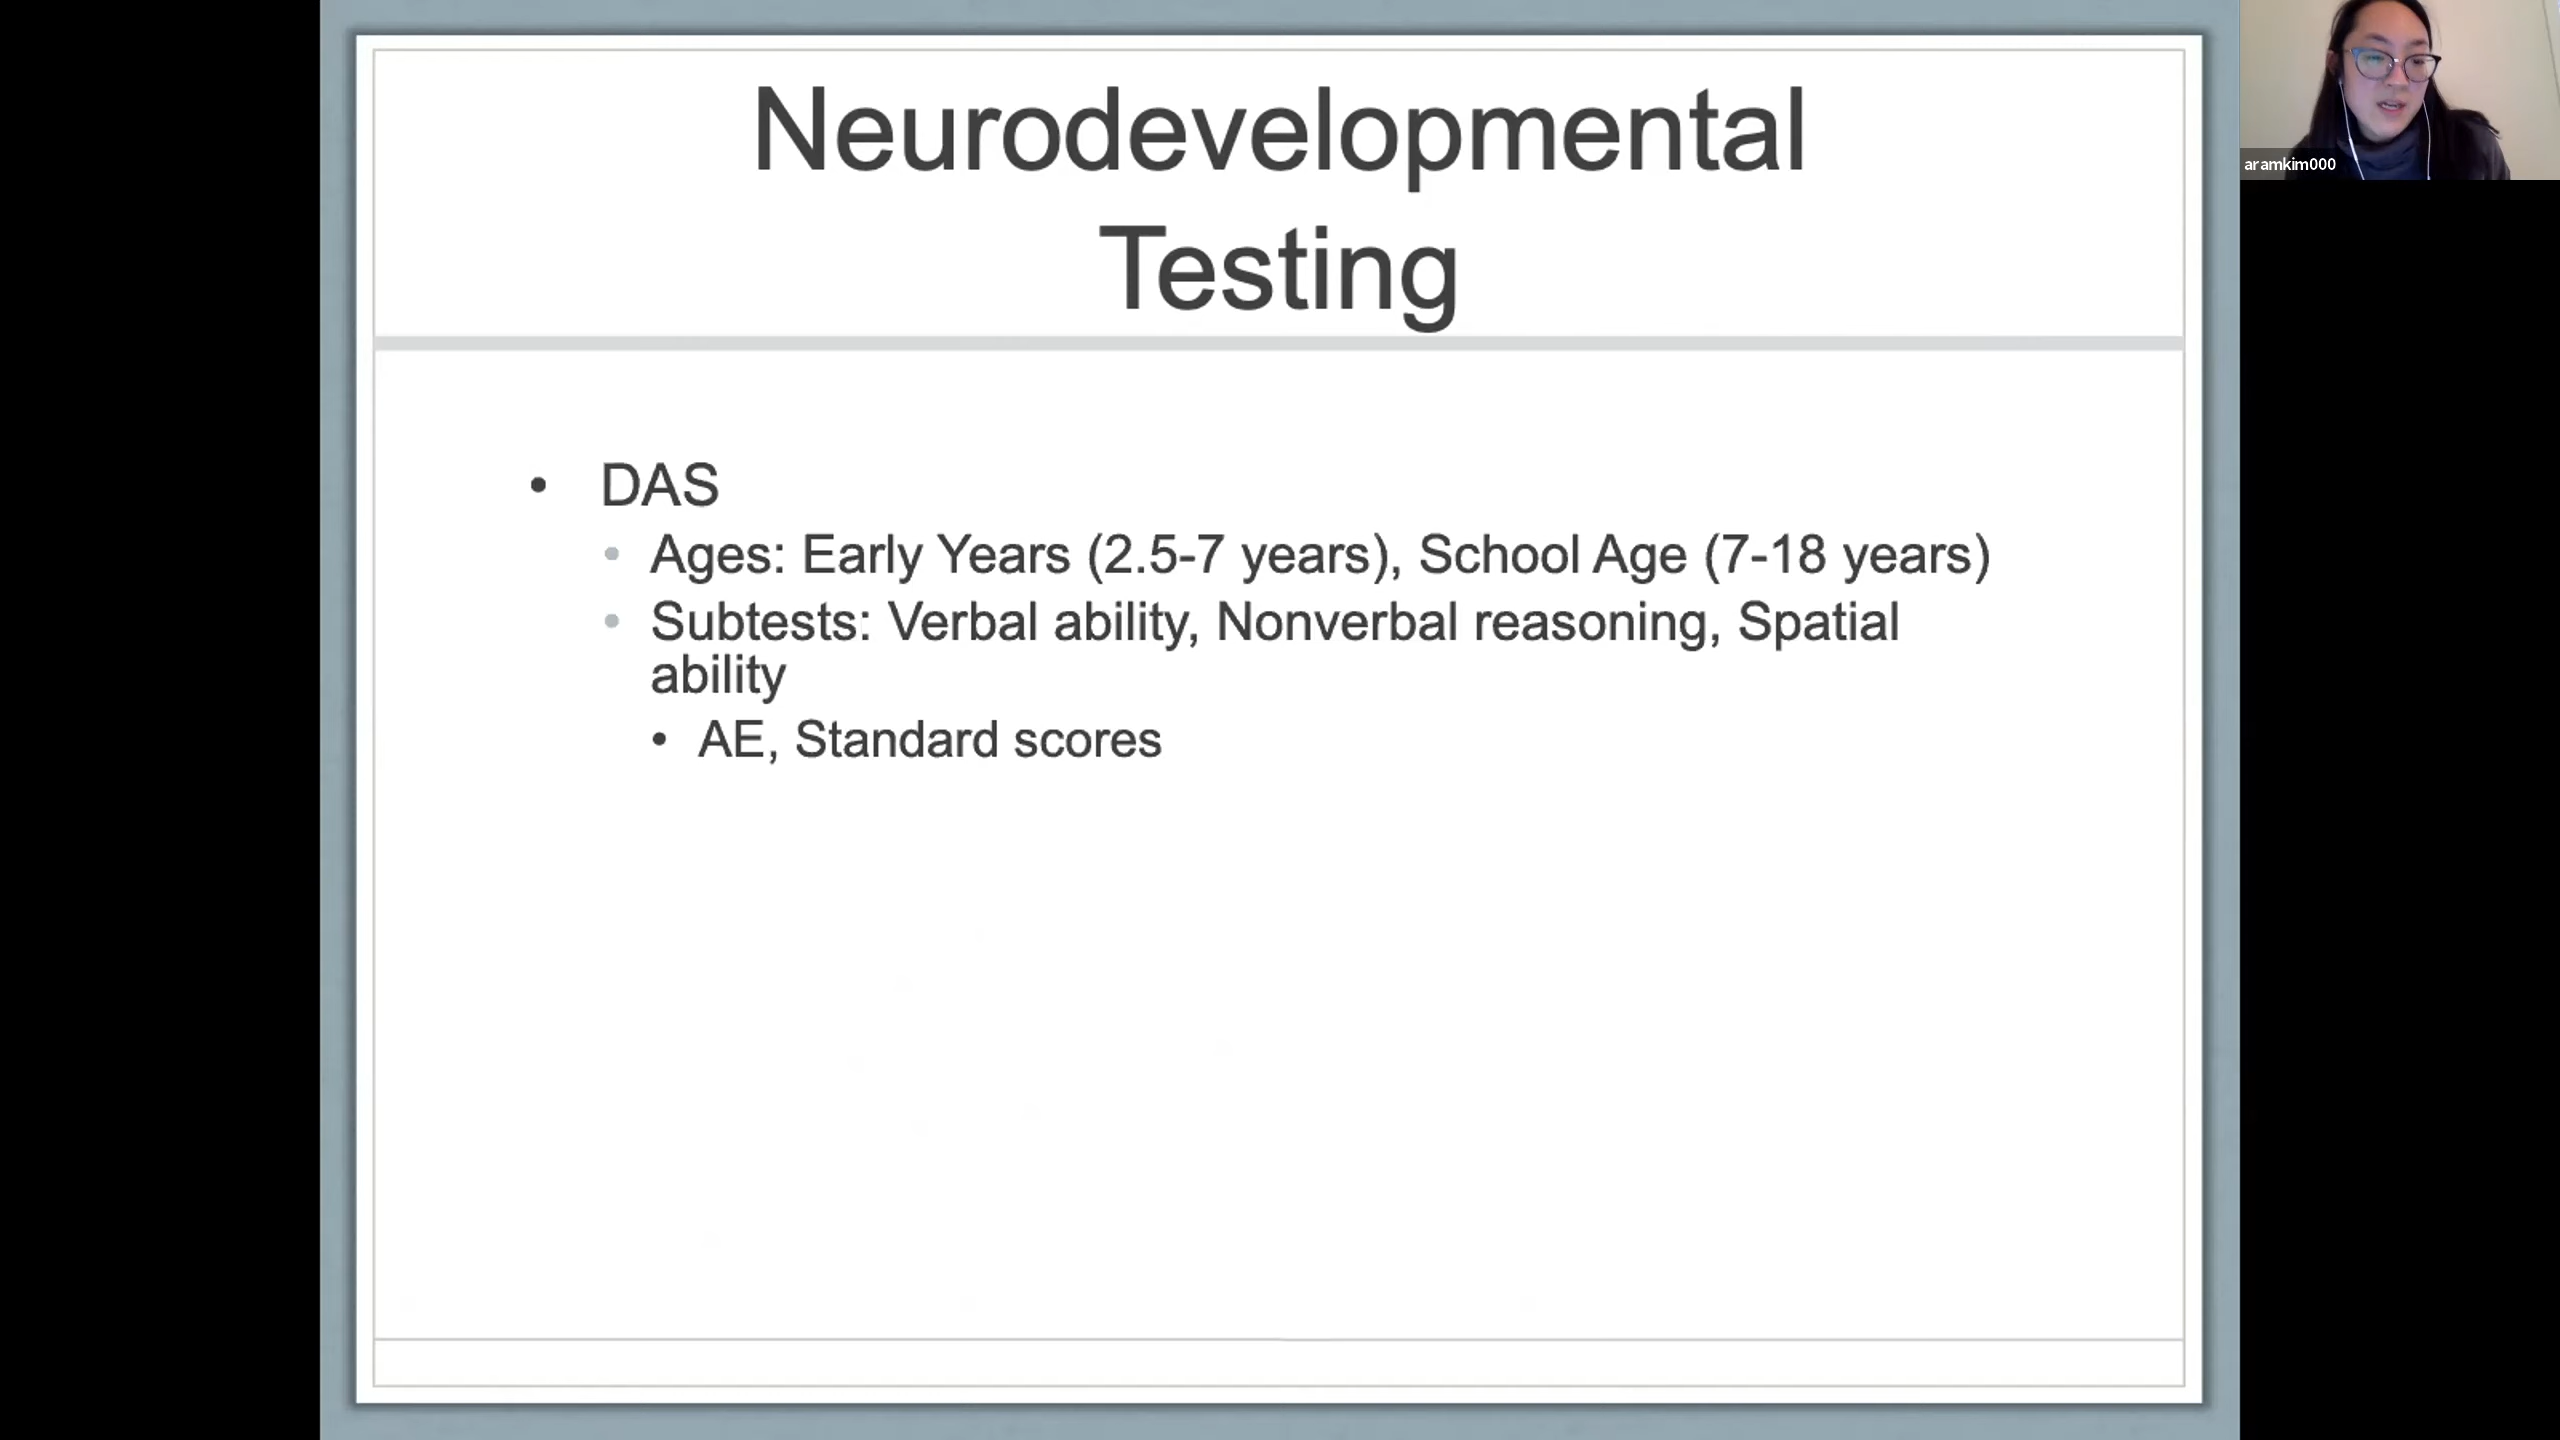 Neurodevelopmental
Testing
• DAS
• Ages: Early Years (2.5-7 years), School Age (7-18 years)
• Subtests: Verbal ability, Nonverbal reasoning, Spatial
ability
• AE, Standard scores
aramkim000